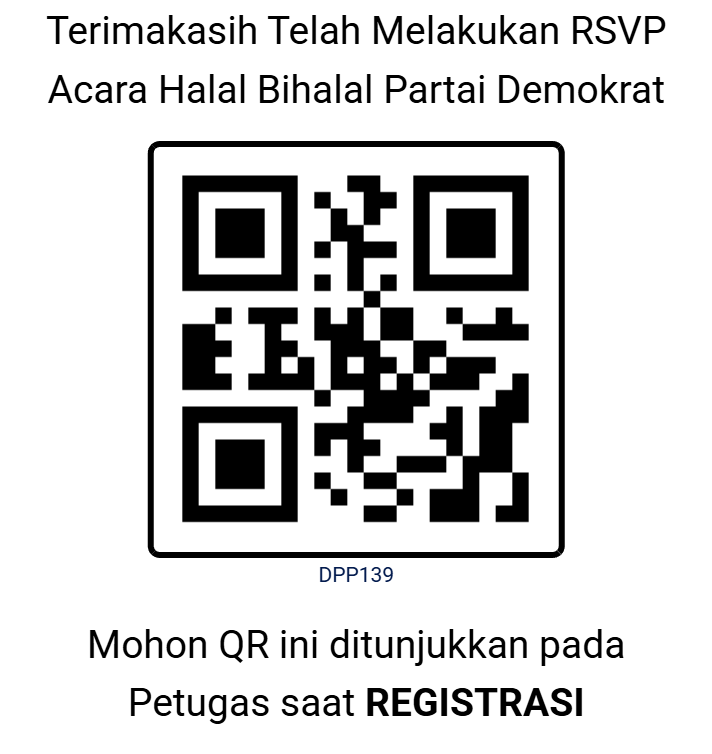 Terimakasih Telah Melakukan RSVP
Acara Halal Bihalal Partai Demokrat
DPP139
Mohon QR ini ditunjukkan pada
Petugas saat REGISTRASI